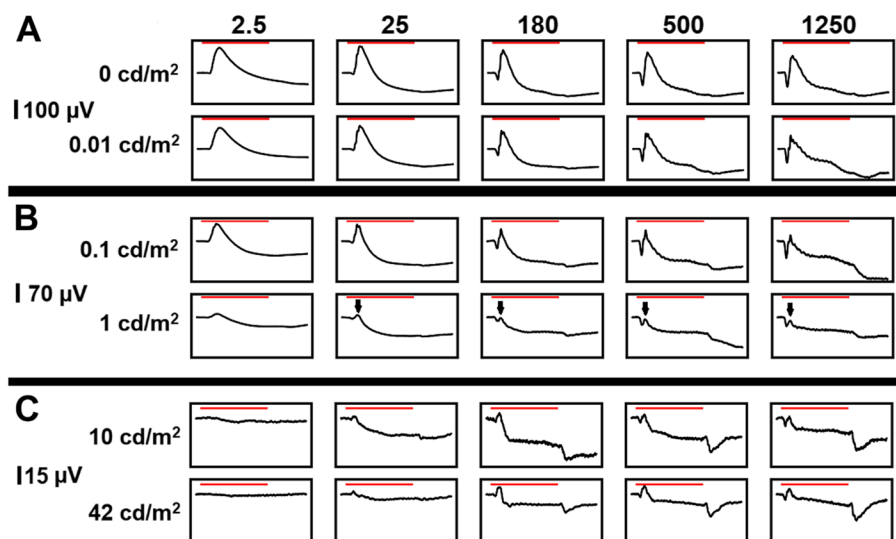 A 2.5 25 180 500 1250
0 cd/m²
100 µV
0.01 cd/m²
B
0.1 cd/m²
70 µV
1 cd/m²
C
10 cd/m²
15 µV
42 cd/m²